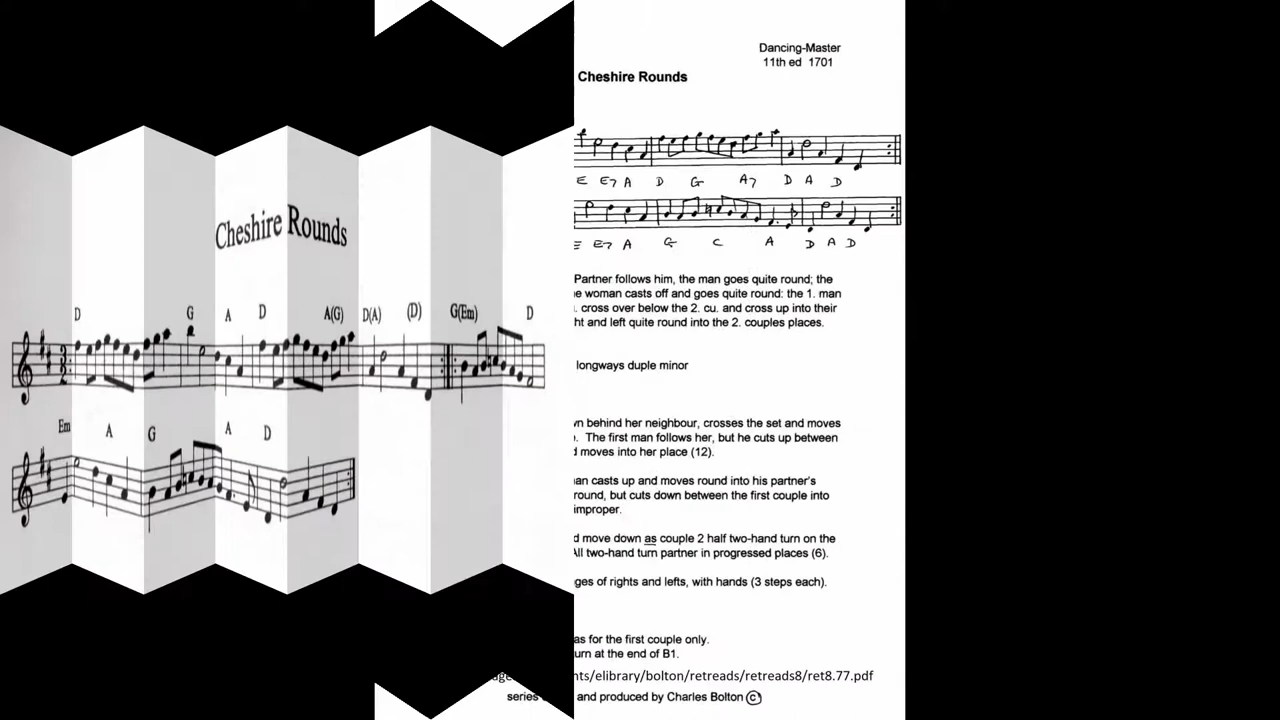 Cheshire Rounds
D G A D A(G) D(A) (D) G(Em) D
Em A G A D
Dancing-Master
11th ed 1701
Cheshire Rounds
E E7 A D G A7 D A D
E E7 A G C A D A D
Partner follows him, the man goes quite round; the
woman casts off and goes quite round: the 1. man
cross over below the 2. cu. and cross up into their
and left quite round into the 2. couples places.
longways duple minor
behind her neighbour, crosses the set and moves
The first man follows her, but he cuts up between
moves into her place (12).
casts up and moves round into his partner's
round, but cuts down between the first couple into
improper.
move down as couple 2 half two-hand turn on the
All two-hand turn partner in progressed places (6).
of rights and lefts, with hands (3 steps each).
as for the first couple only.
at the end of B1.
/elibrary/bolton/retreads/retreads8/ret8.77.pdf
series and produced by Charles Bolton ©